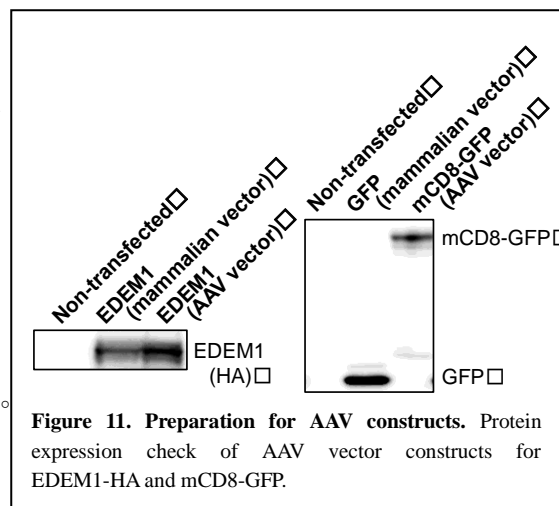 Non-transfected□
EDEM1
(mammalian vector)□
EDEM1
(AAV vector)□
EDEM1
(HA)□
Non-transfected□
GFP
(mammalian vector)□
mCD8-GFP
(AAV vector)□
mCD8-GFP□
GFP□
Figure 11. Preparation for AAV constructs. Protein
expression check of AAV vector constructs for
EDEM1-HA and mCD8-GFP.